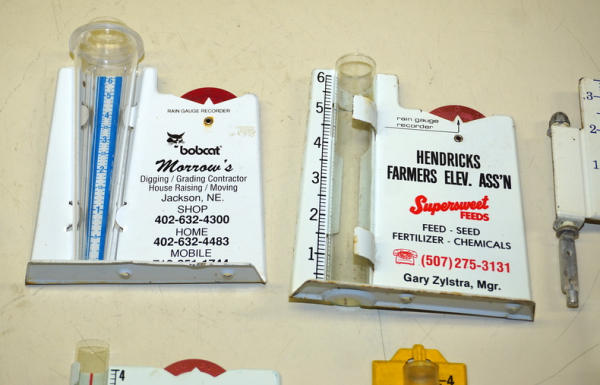 RAIN GAUGE RECORDER
bobcat
Morrow's
Digging / Grading Contractor
House Raising / Moving
Jackson, NE.
SHOP
402-632-4300
HOME
402-632-4483
MOBILE
6
5
4
3
2
1
rain gauge
recorder
HENDRICKS
FARMERS ELEV. ASS'N
Supersweet
FEEDS
FEED - SEED
FERTILIZER - CHEMICALS
(507) 275-3131
Gary Zylstra, Mgr.
4